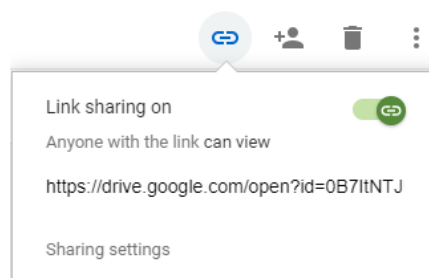 Link sharing on
Anyone with the link can view
https://drive.google.com/open?id=0B7ItNTJ
Sharing settings